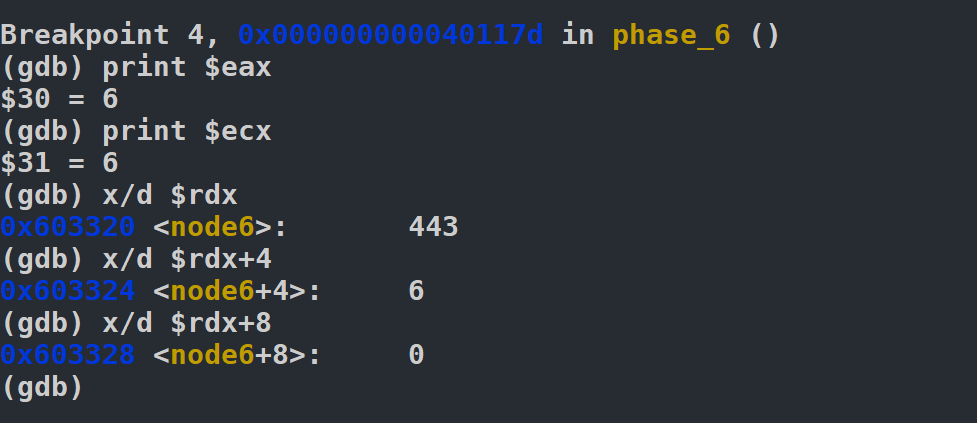 Breakpoint 4, 0x000000000040117d in phase_6 ()
(gdb) print $eax
$30 = 6
(gdb) print $ecx
$31 = 6
(gdb) x/d $rdx
0x603320 <node6>:       443
(gdb) x/d $rdx+4
0x603324 <node6+4>:     6
(gdb) x/d $rdx+8
0x603328 <node6+8>:     0
(gdb)